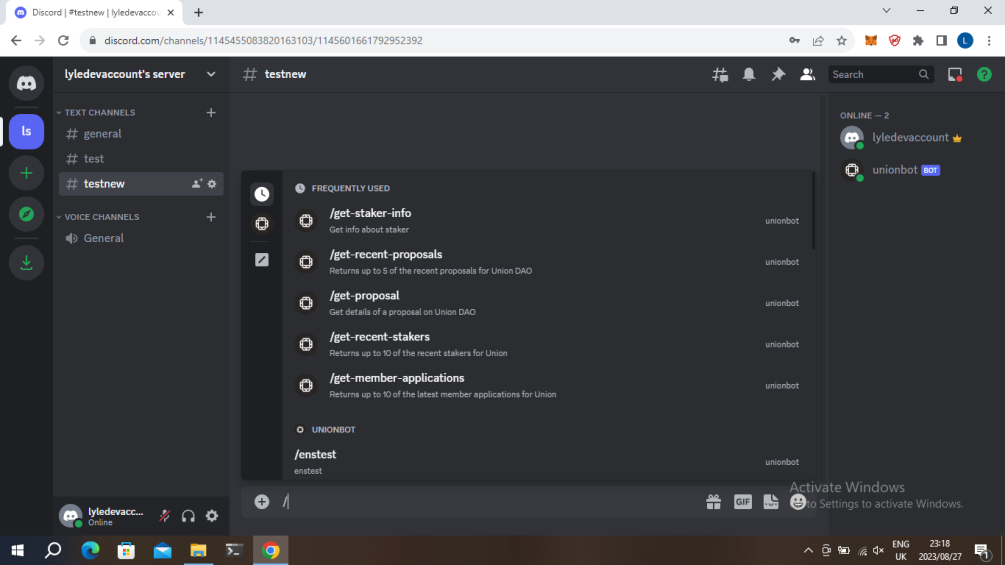 Discord | #testnew | lyledevaccou
discord.com/channels/1145455083820163103/1145601661792952392
L
lyledevaccount's server
# testnew
Search
ls
TEXT CHANNELS
# general
# test
# testnew
VOICE CHANNELS
General
FREQUENTLY USED
/get-staker-info
Get info about staker
unionbot
/get-recent-proposals
Returns up to 5 of the recent proposals for Union DAO
unionbot
/get-proposal
Get details of a proposal on Union DAO
unionbot
/get-recent-stakers
Returns up to 10 of the recent stakers for Union
unionbot
/get-member-applications
Returns up to 10 of the latest member applications for Union
unionbot
UNIONBOT
/enstest
enstest
unionbot
/
GIF
ONLINE — 2
lyledevaccount
unionbot BOT
Activate Windows
to Settings to activate Windows.
lyledevacc...
Online
ENG
UK
23:18
2023/08/27
1